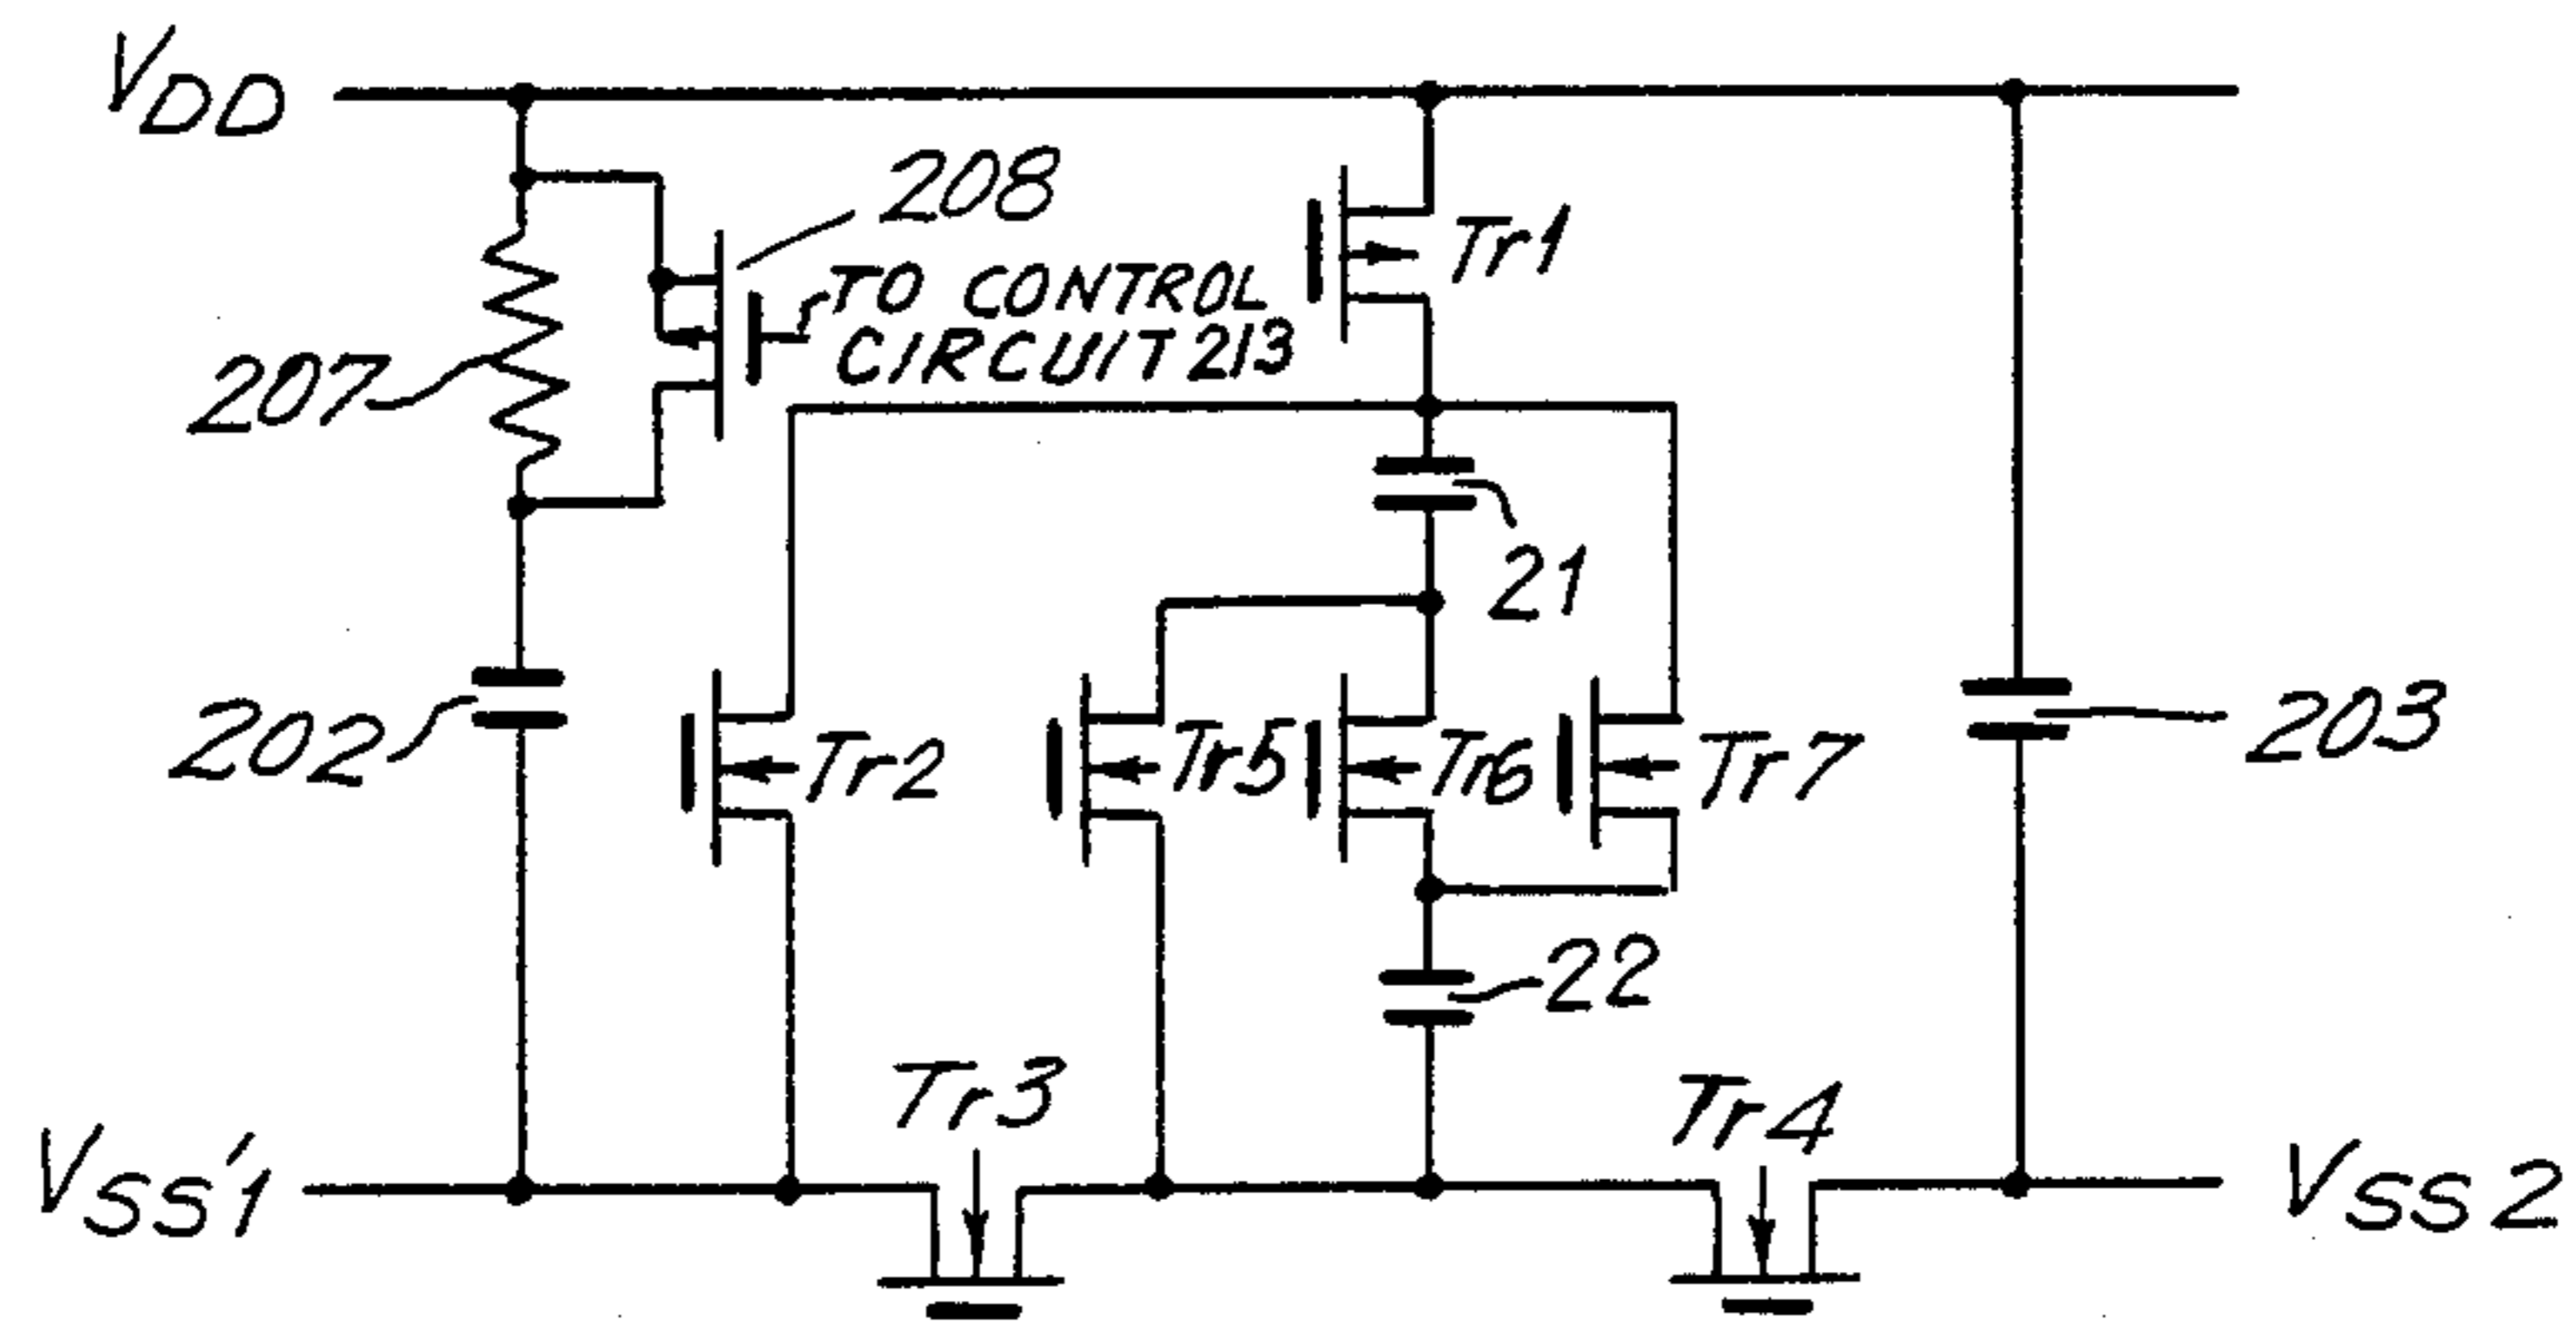 VDD
208
Tr1
TO CONTROL
CIRCUIT 213
207
21
202
Tr2
Tr5
Tr6
Tr7
203
22
Tr3
Tr4
VSS'1
VSS2